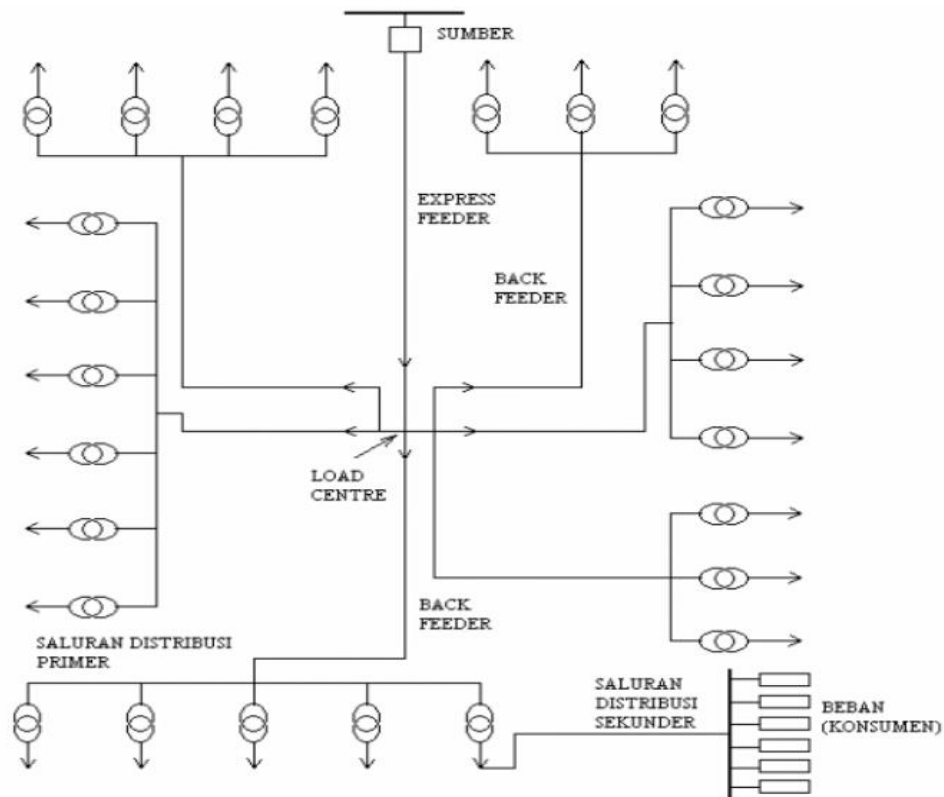 SUMBER
EXPRESS
FEEDER
BACK
FEEDER
LOAD
CENTRE
BACK
FEEDER
SALURAN DISTRIBUSI
PRIMER
SALURAN
DISTRIBUSI
SEKUNDER
BEBAN
(KONSUMEN)